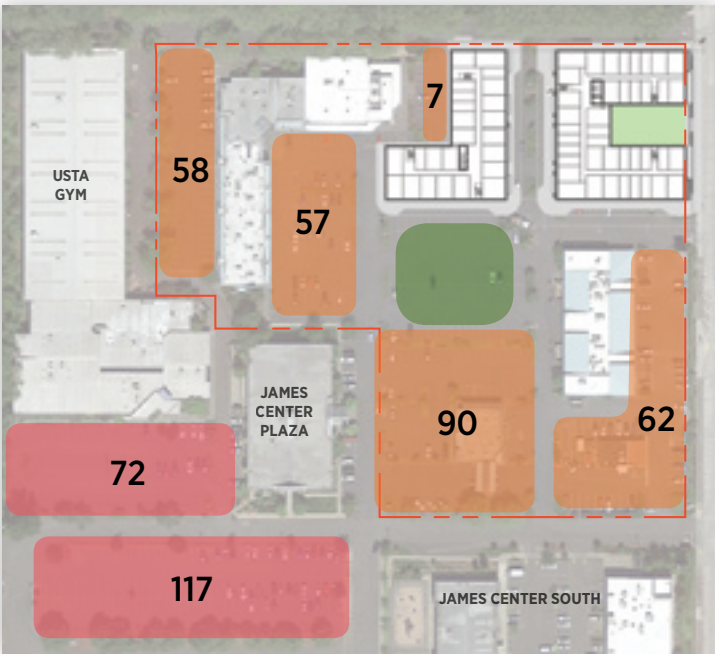 7
58
USTA
GYM
57
JAMES
CENTER
PLAZA
90
62
72
117
JAMES CENTER SOUTH